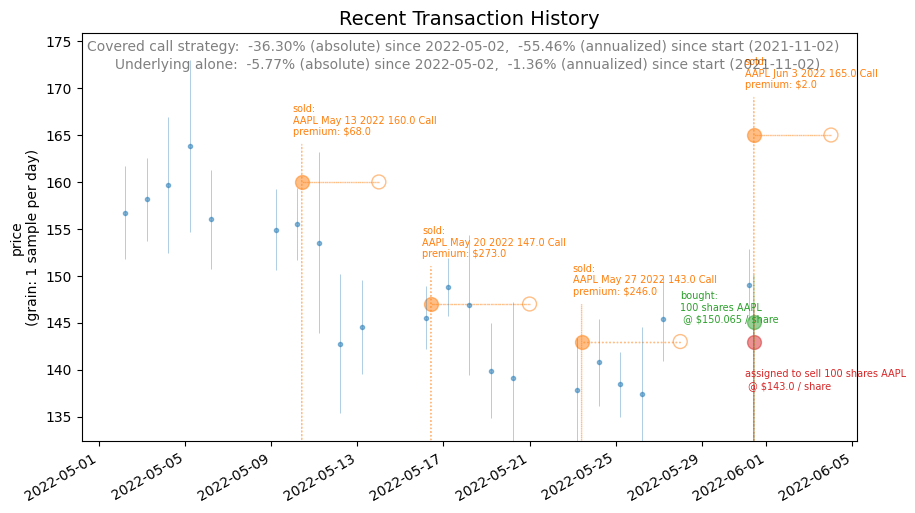 Recent Transaction History
Covered call strategy:  -36.30% (absolute) since 2022-05-02,  -55.46% (annualized) since start (2021-11-02)
Underlying alone:  -5.77% (absolute) since 2022-05-02,  -1.36% (annualized) since start (2021-11-02)
price
(grain: 1 sample per day)
175
170
165
160
155
150
145
140
135
sold:
AAPL May 13 2022 160.0 Call
premium: $68.0
sold:
AAPL May 20 2022 147.0 Call
premium: $273.0
sold:
AAPL May 27 2022 143.0 Call
premium: $246.0
sold:
AAPL Jun 3 2022 165.0 Call
premium: $2.0
bought:
100 shares AAPL
@ $150.065 / share
assigned to sell 100 shares AAPL
@ $143.0 / share
2022-05-01
2022-05-05
2022-05-09
2022-05-13
2022-05-17
2022-05-21
2022-05-25
2022-05-29
2022-06-01
2022-06-05